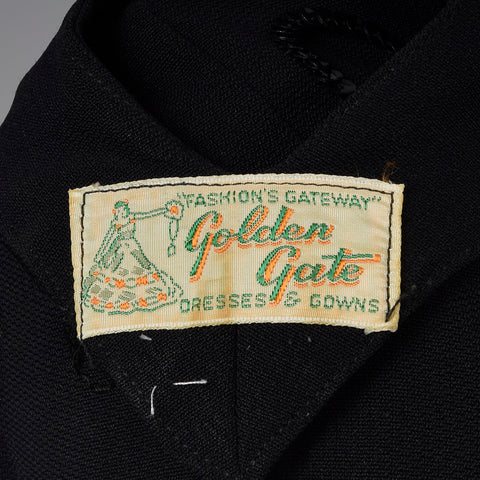 "FASHION'S GATEWAY"
Golden
Gate
DRESSES & GOWNS